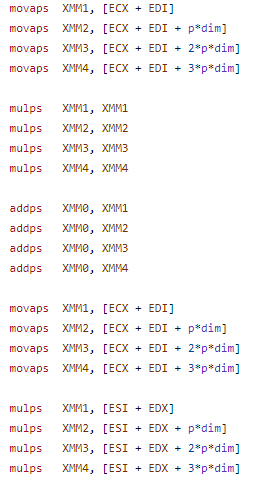 movaps XMM1, [ECX + EDI]
movaps XMM2, [ECX + EDI + p*dim]
movaps XMM3, [ECX + EDI + 2*p*dim]
movaps XMM4, [ECX + EDI + 3*p*dim]
mulps XMM1, XMM1
mulps XMM2, XMM2
mulps XMM3, XMM3
mulps XMM4, XMM4
addps XMM0, XMM1
addps XMM0, XMM2
addps XMM0, XMM3
addps XMM0, XMM4
movaps XMM1, [ECX + EDI]
movaps XMM2, [ECX + EDI + p*dim]
movaps XMM3, [ECX + EDI + 2*p*dim]
movaps XMM4, [ECX + EDI + 3*p*dim]
mulps XMM1, [ESI + EDX]
mulps XMM2, [ESI + EDX + p*dim]
mulps XMM3, [ESI + EDX + 2*p*dim]
mulps XMM4, [ESI + EDX + 3*p*dim]